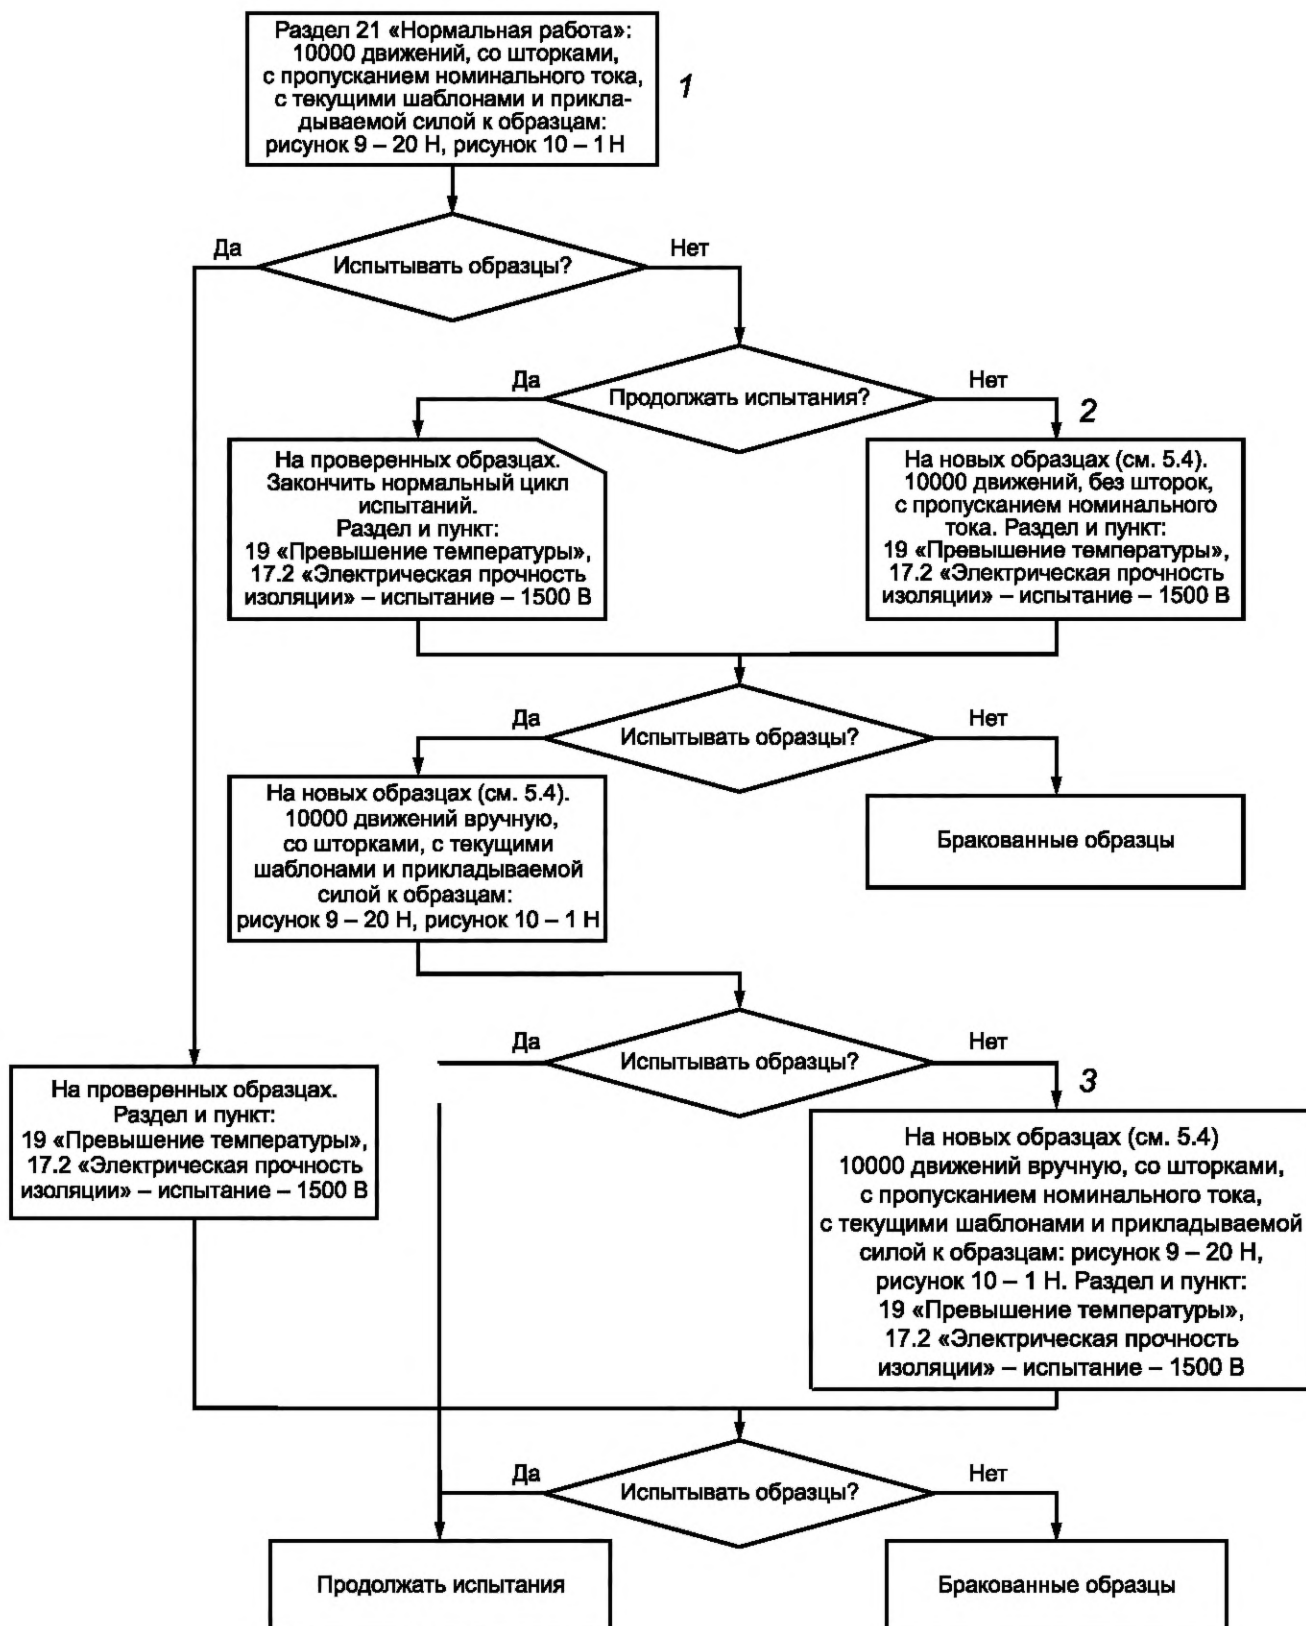 Раздел 21 «Нормальная работа»:
10000 движений, со шторками,
с пропусканием номинального тока,
с текущими шаблонами и прикла-
дываемой силой к образцам:
рисунок 9 – 20 Н, рисунок 10 – 1 Н
1
Да
Испытывать образцы?
Нет
Да
Продолжать испытания?
Нет
2
На проверенных образцах.
Закончить нормальный цикл
испытаний.
Раздел и пункт:
19 «Превышение температуры»,
17.2 «Электрическая прочность
изоляции» – испытание – 1500 В
На новых образцах (см. 5.4).
10000 движений, без шторок,
с пропусканием номинального
тока. Раздел и пункт:
19 «Превышение температуры»,
17.2 «Электрическая прочность
изоляции» – испытание – 1500 В
Да
Испытывать образцы?
Нет
На новых образцах (см. 5.4).
10000 движений вручную,
со шторками, с текущими
шаблонами и прикладываемой
силой к образцам:
рисунок 9 – 20 Н, рисунок 10 – 1 Н
Бракованные образцы
Да
Испытывать образцы?
Нет
3
На проверенных образцах.
Раздел и пункт:
19 «Превышение температуры»,
17.2 «Электрическая прочность
изоляции» – испытание – 1500 В
На новых образцах (см. 5.4)
10000 движений вручную, со шторками,
с пропусканием номинального тока,
с текущими шаблонами и прикладываемой
силой к образцам: рисунок 9 – 20 Н,
рисунок 10 – 1 Н. Раздел и пункт:
19 «Превышение температуры»,
17.2 «Электрическая прочность
изоляции» – испытание – 1500 В
Да
Испытывать образцы?
Нет
Продолжать испытания
Бракованные образцы